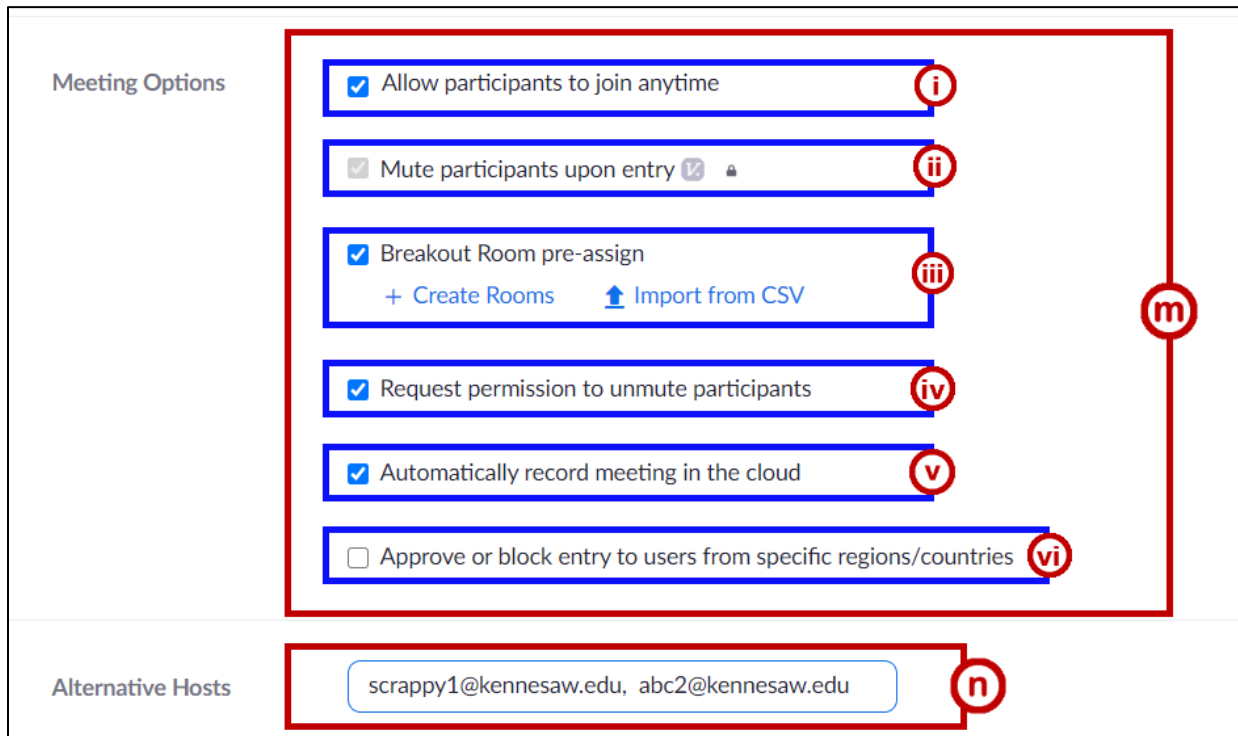 Meeting Options
Allow participants to join anytime i
Mute participants upon entry V. ii
Breakout Room pre-assign
+ Create Rooms Import from CSV iii
m
Request permission to unmute participants iv
Automatically record meeting in the cloud v
Approve or block entry to users from specific regions/countries vi
Alternative Hosts scrappy1@kennesaw.edu, abc2@kennesaw.edu n